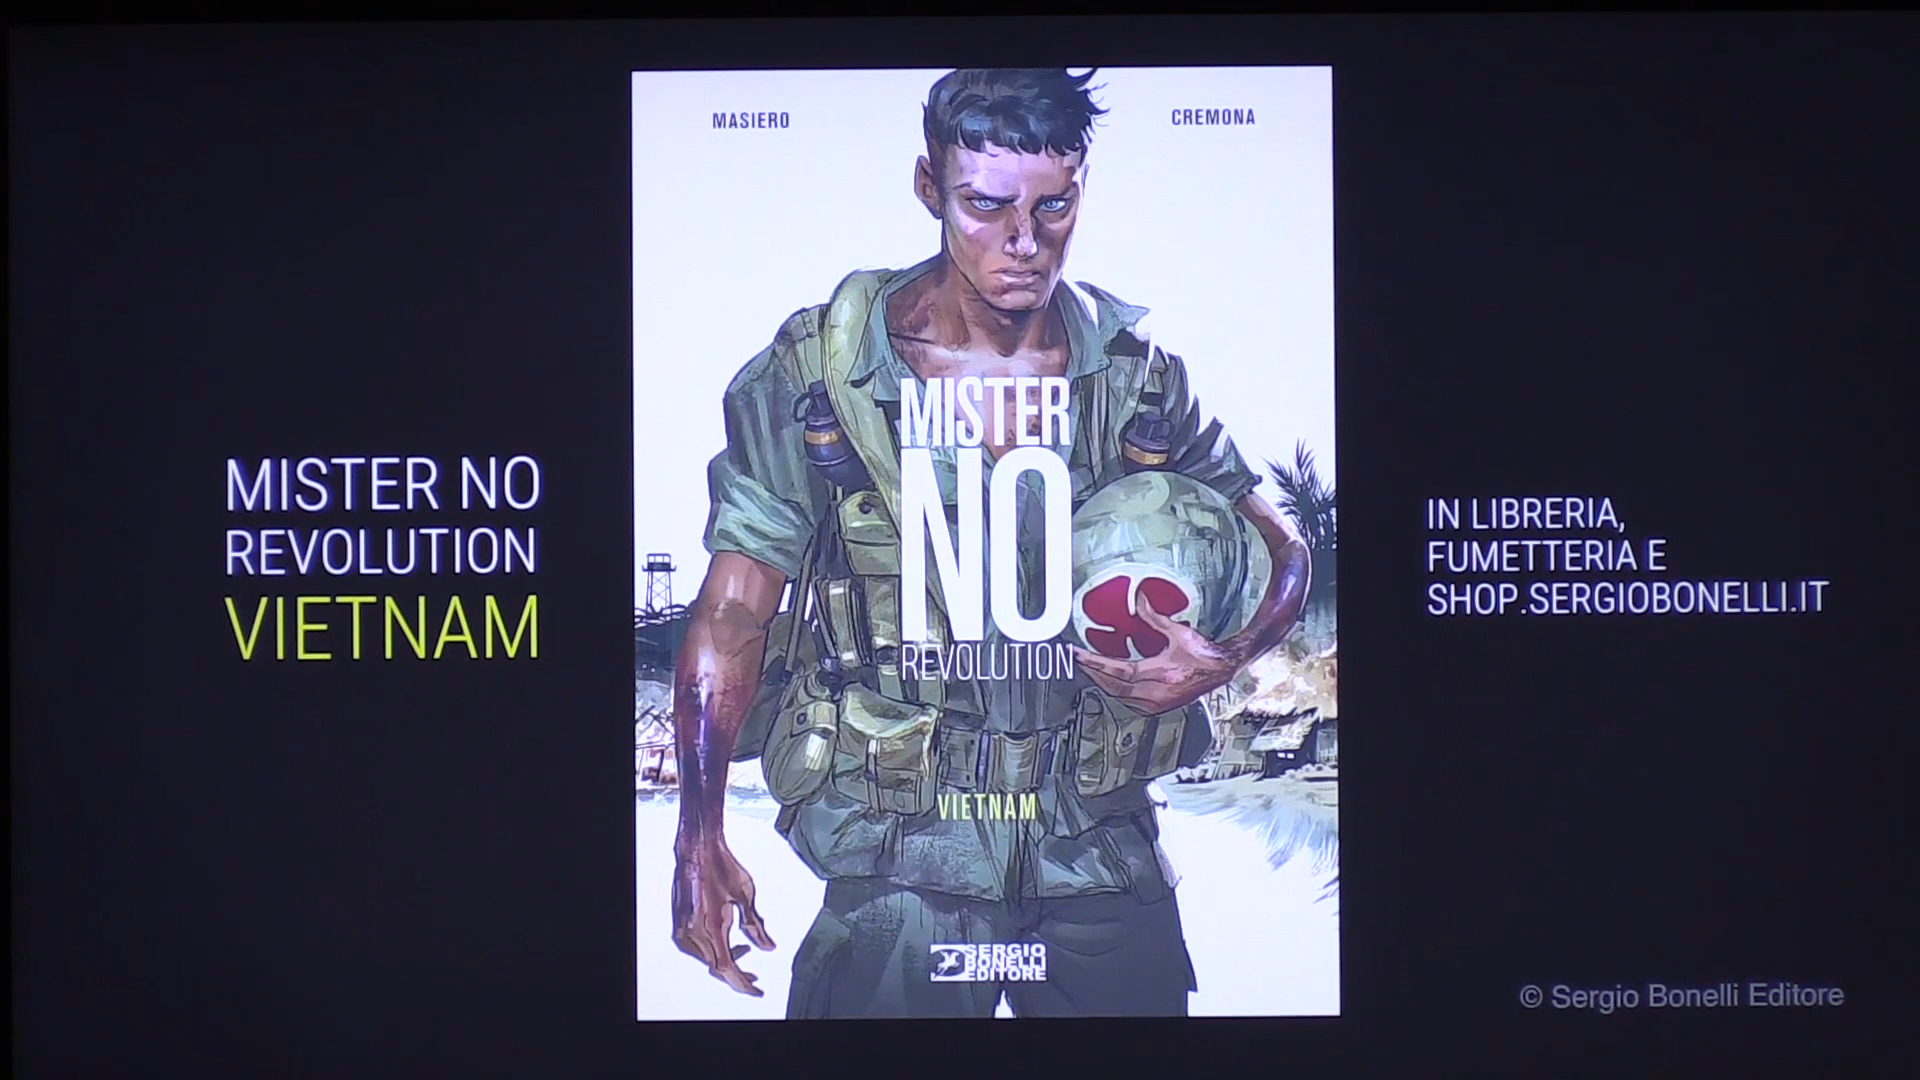 MISTER NO
REVOLUTION
VIETNAM
MASIERO
CREMONA
MISTER
NO
REVOLUTION
VIETNAM
SERGIO
BONELLI
EDITORE
IN LIBRERIA,
FUMETTERIA E
SHOP.SERGIOBONELLI.IT
© Sergio Bonelli Editore